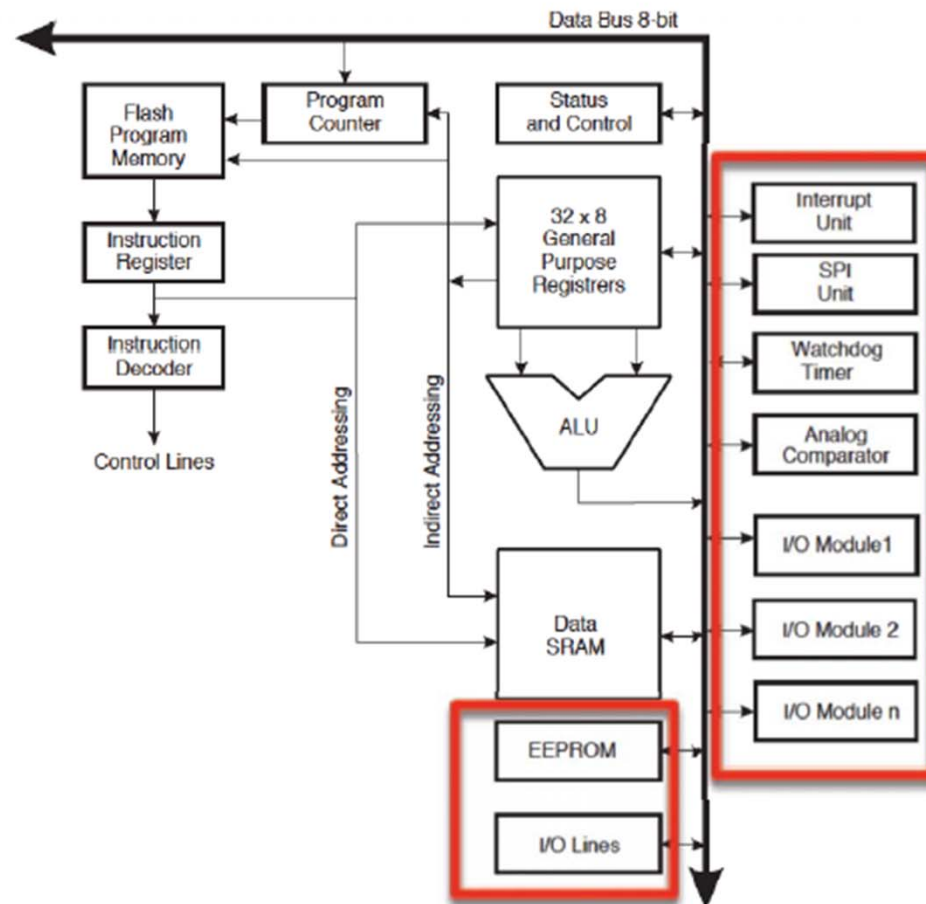 Data Bus 8-bit
Flash
Program
Memory
Program
Counter
Status
and Control
Interrupt
Unit
32 x 8
General
Purpose
Registrers
Instruction
Register
SPI
Unit
Instruction
Decoder
Watchdog
Timer
ALU
Analog
Comparator
Control Lines
Direct Addressing
Indirect Addressing
I/O Module1
Data
SRAM
I/O Module 2
I/O Module n
EEPROM
I/O Lines